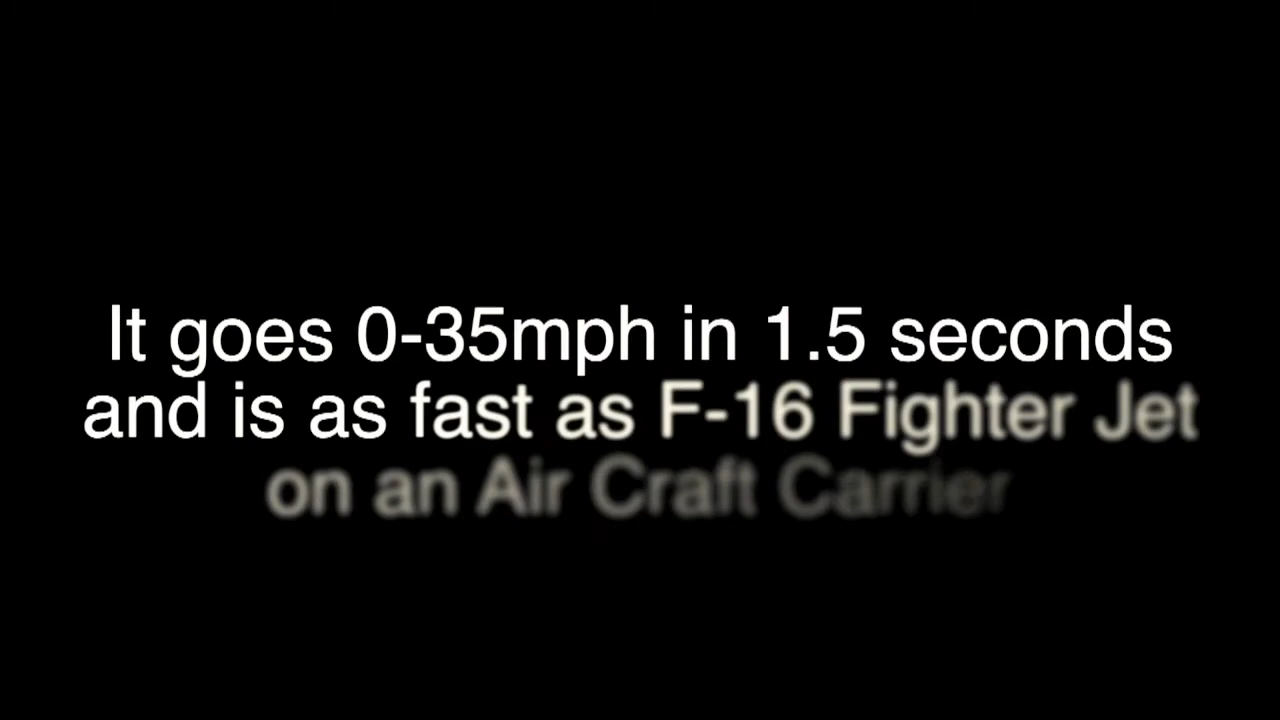 It goes 0-35mph in 1.5 seconds
and is as fast as F-16 Fighter Jet
on an Air Craft Carrier